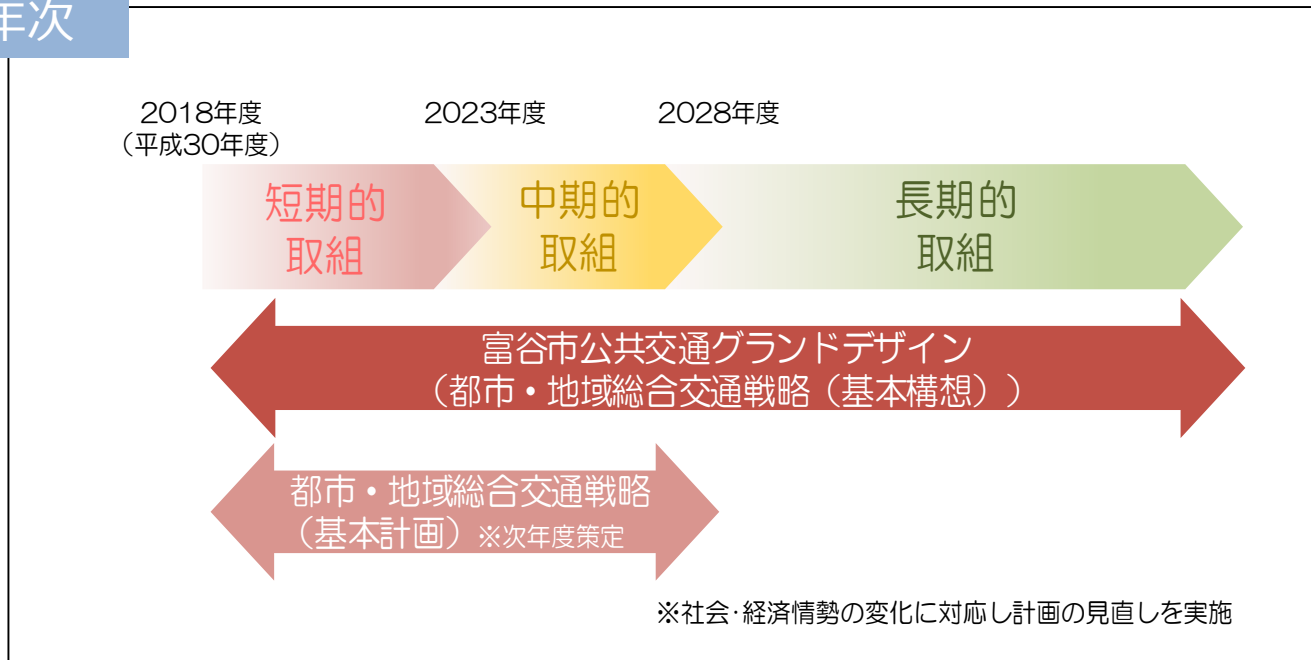 年次
2018年度
（平成30年度）
2023年度
2028年度
短期的
取組
中期的
取組
長期的
取組
富谷市公共交通グランドデザイン
（都市・地域総合交通戦略（基本構想））
都市・地域総合交通戦略
（基本計画）※次年度策定
※社会･経済情勢の変化に対応し計画の見直しを実施